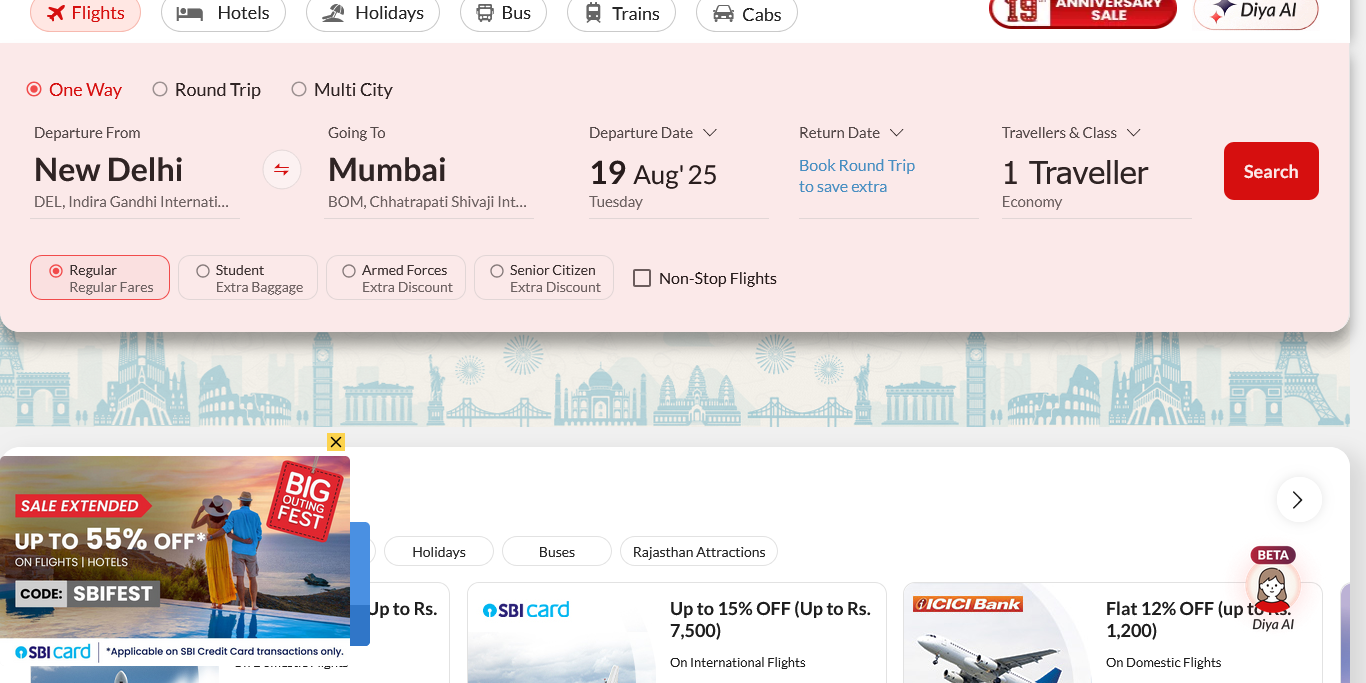 Flights
Hotels
Holidays
Bus
Trains
Cabs
19
ANNIVERSARY
SALE
Diya AI
One Way
Round Trip
Multi City
Departure From
Going To
Departure Date
Return Date
Travellers & Class
New Delhi
Mumbai
19 Aug' 25
Book Round Trip
to save extra
1 Traveller
Search
DEL, Indira Gandhi Internati...
BOM, Chhatrapati Shivaji Int...
Tuesday
Economy
Regular
Regular Fares
Student
Extra Baggage
Armed Forces
Extra Discount
Senior Citizen
Extra Discount
Non-Stop Flights
BIG
OUTING
FEST
SALE EXTENDED
UP TO 55% OFF*
ON FLIGHTS | HOTELS
CODE: SBIFEST
SBI card
*Applicable on SBI Credit Card transactions only.
Holidays
Buses
Rajasthan Attractions
Up to Rs.
SBI card
Up to 15% OFF (Up to Rs.
7,500)
On International Flights
ICICI Bank
Flat 12% OFF (up to Rs.
1,200)
On Domestic Flights
BETA
Diya AI